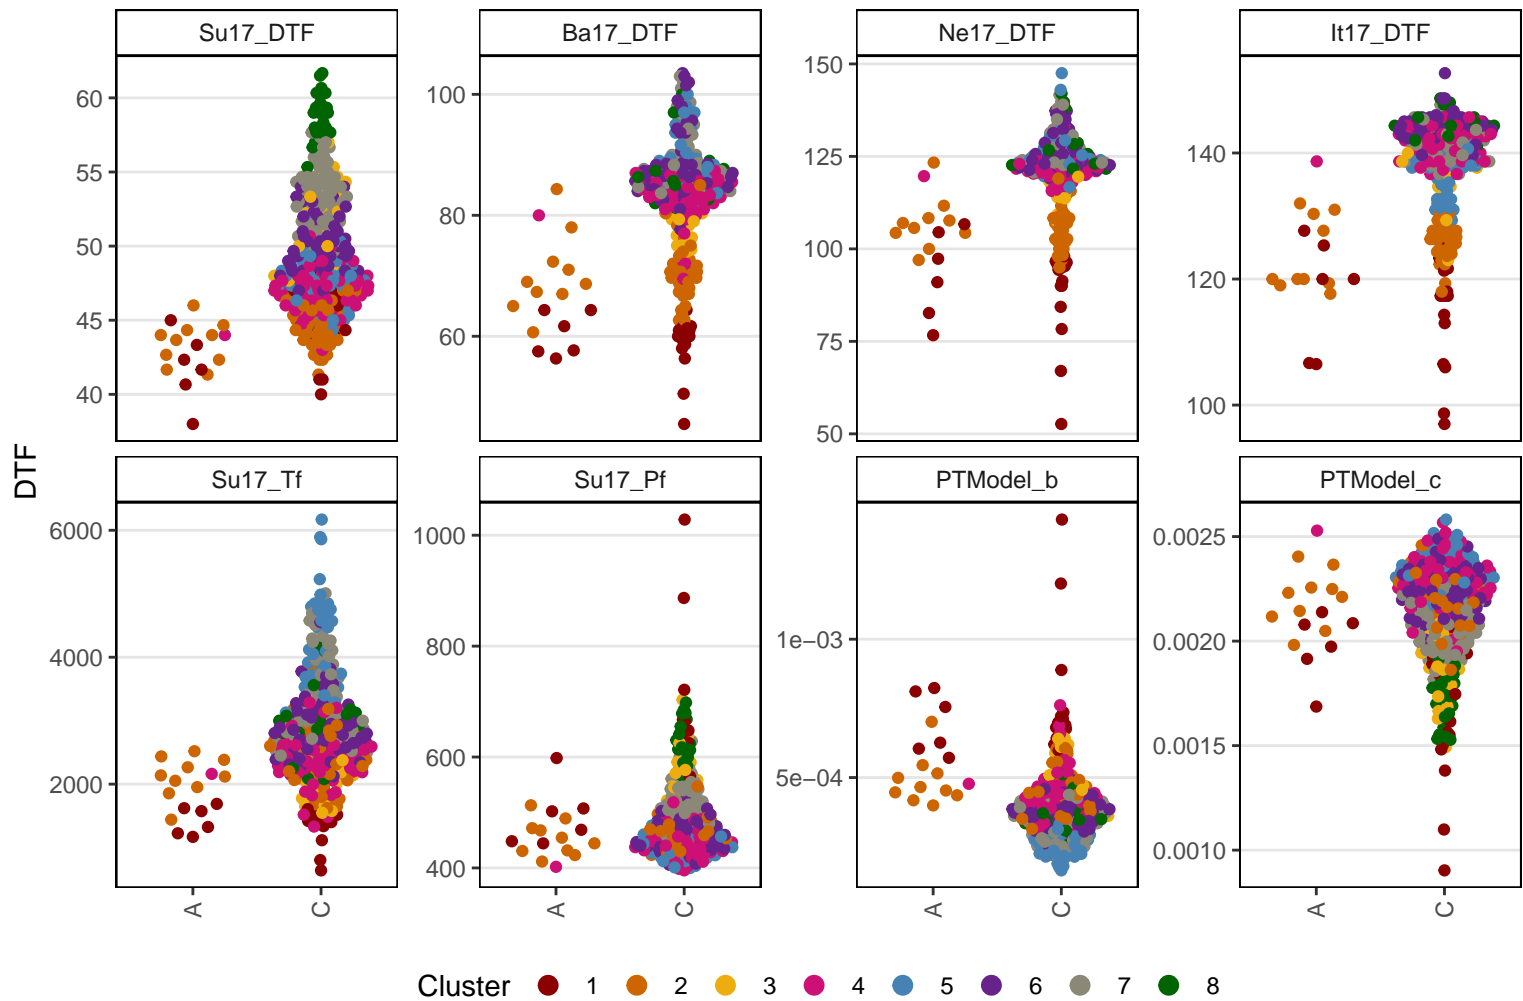 Su17_DTF
Ba17_DTF
Ne17_DTF
It17_DTF
60
55
50
45
40
100
80
60
150
125
100
75
50
140
120
100
DTF
Su17_Tf
Su17_Pf
PTModel_b
PTModel_c
6000
4000
2000
1000
800
600
400
1e−03
5e−04
0.0025
0.0020
0.0015
0.0010
A
C
A
C
A
C
A
C
Cluster 1 2 3 4 5 6 7 8